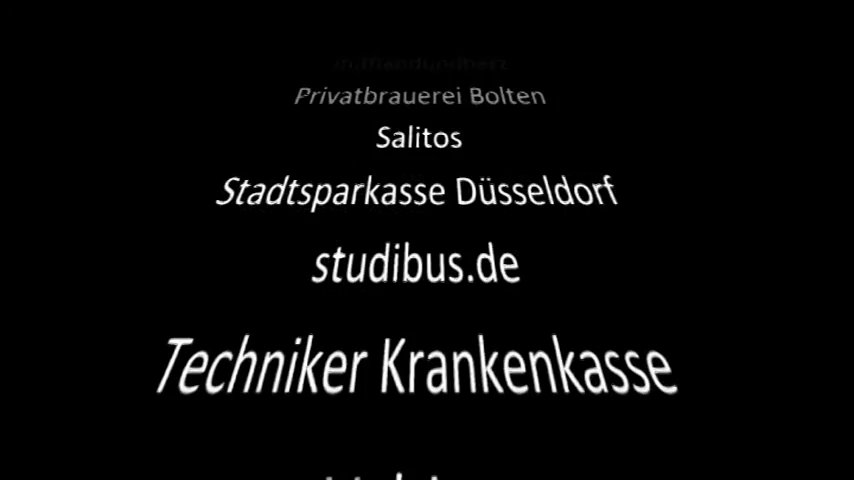 Privatbrauerei Bolten
Salitos
Stadtsparkasse Düsseldorf
studibus.de
Techniker Krankenkasse